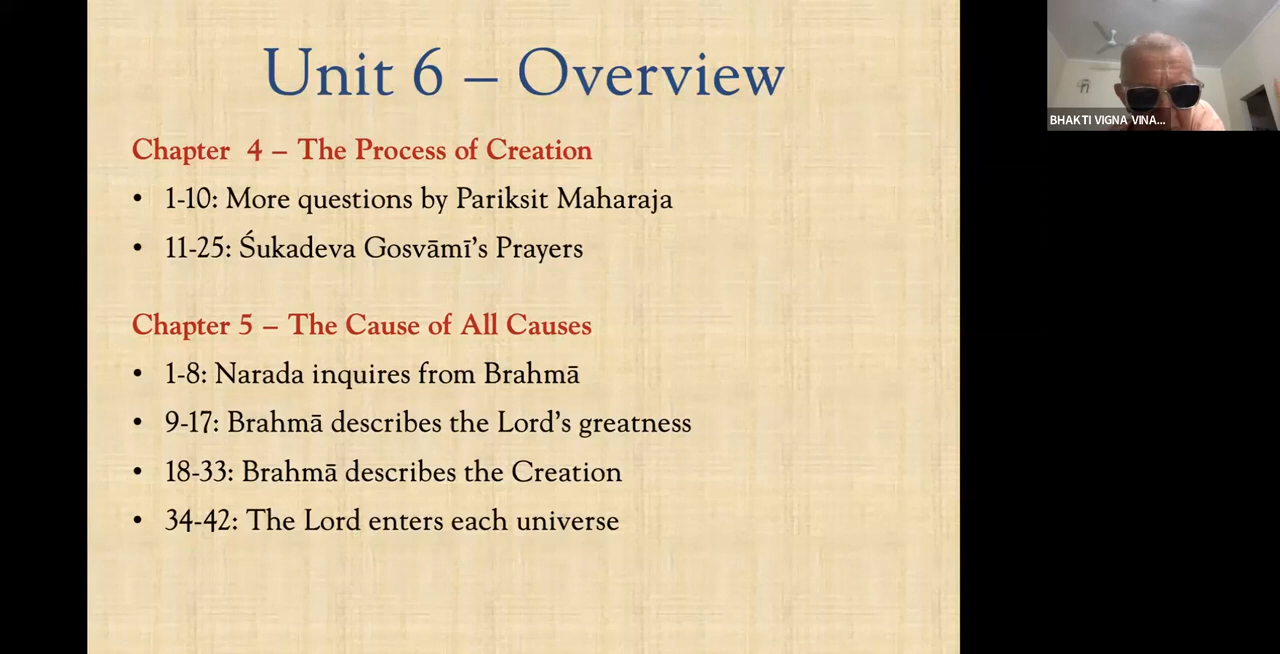 Unit 6 – Overview
Chapter 4 – The Process of Creation
• 1-10: More questions by Pariksit Maharaja
• 11-25: Śukadeva Gosvāmī’s Prayers
Chapter 5 – The Cause of All Causes
• 1-8: Narada inquires from Brahmā
• 9-17: Brahmā describes the Lord’s greatness
• 18-33: Brahmā describes the Creation
• 34-42: The Lord enters each universe
BHAKTI VIGNA VINA...